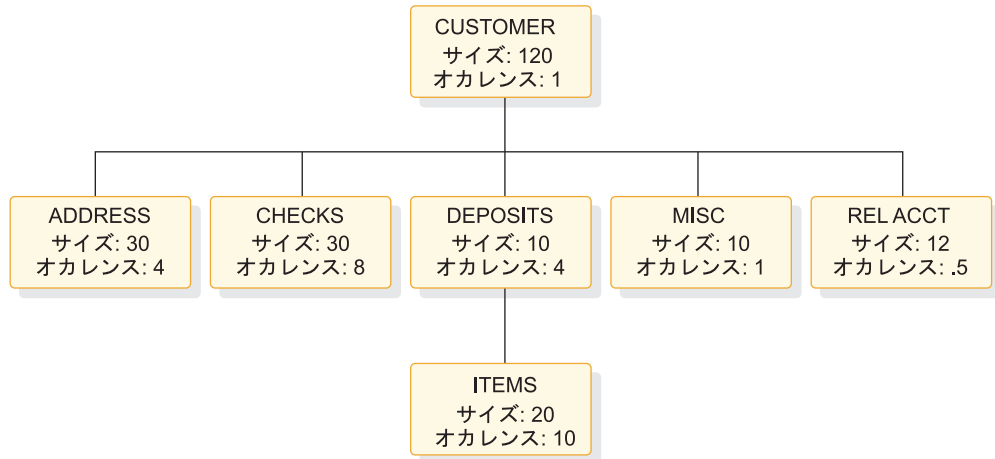 CUSTOMER
サイズ: 120
オカレンス: 1
ADDRESS
サイズ: 30
オカレンス: 4
CHECKS
サイズ: 30
オカレンス: 8
DEPOSITS
サイズ: 10
オカレンス: 4
MISC
サイズ: 10
オカレンス: 1
REL ACCT
サイズ: 12
オカレンス: .5
ITEMS
サイズ: 20
オカレンス: 10